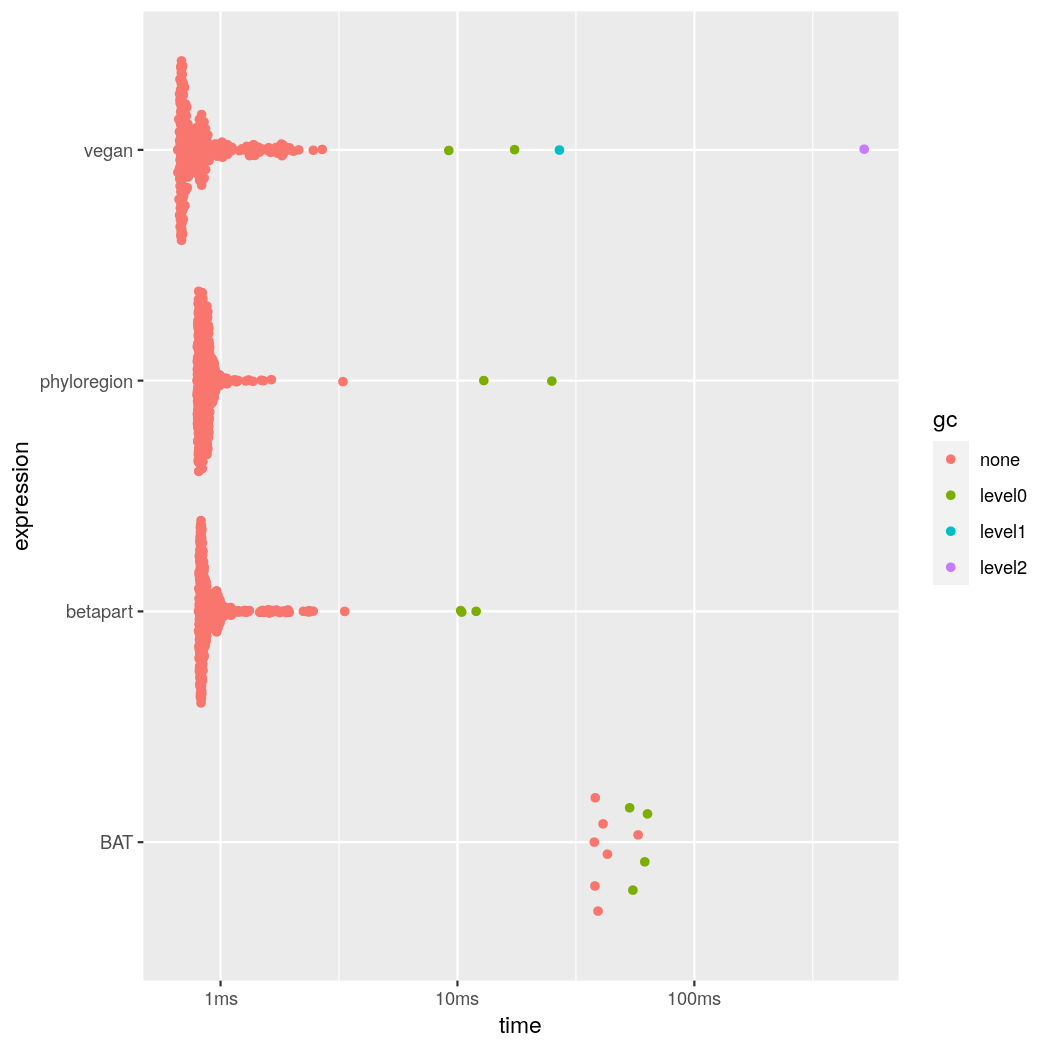 vegan
phyloregion
betapart
BAT
expression
1ms
10ms
100ms
time
gc
none
level0
level1
level2